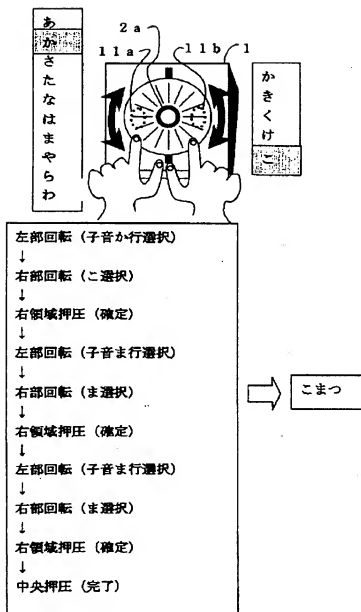 2a
11a
11b
1
あ
か
さ
た
な
は
ま
や
ら
わ
か
き
く
け
こ
左部回転（子音か行選択）
↓
右部回転（こ選択）
↓
右領域押圧（確定）
↓
左部回転（子音ま行選択）
↓
右部回転（ま選択）
↓
右領域押圧（確定）
↓
左部回転（子音ま行選択）
↓
右部回転（ま選択）
↓
右領域押圧（確定）
↓
中央押圧（完了）
こまつ